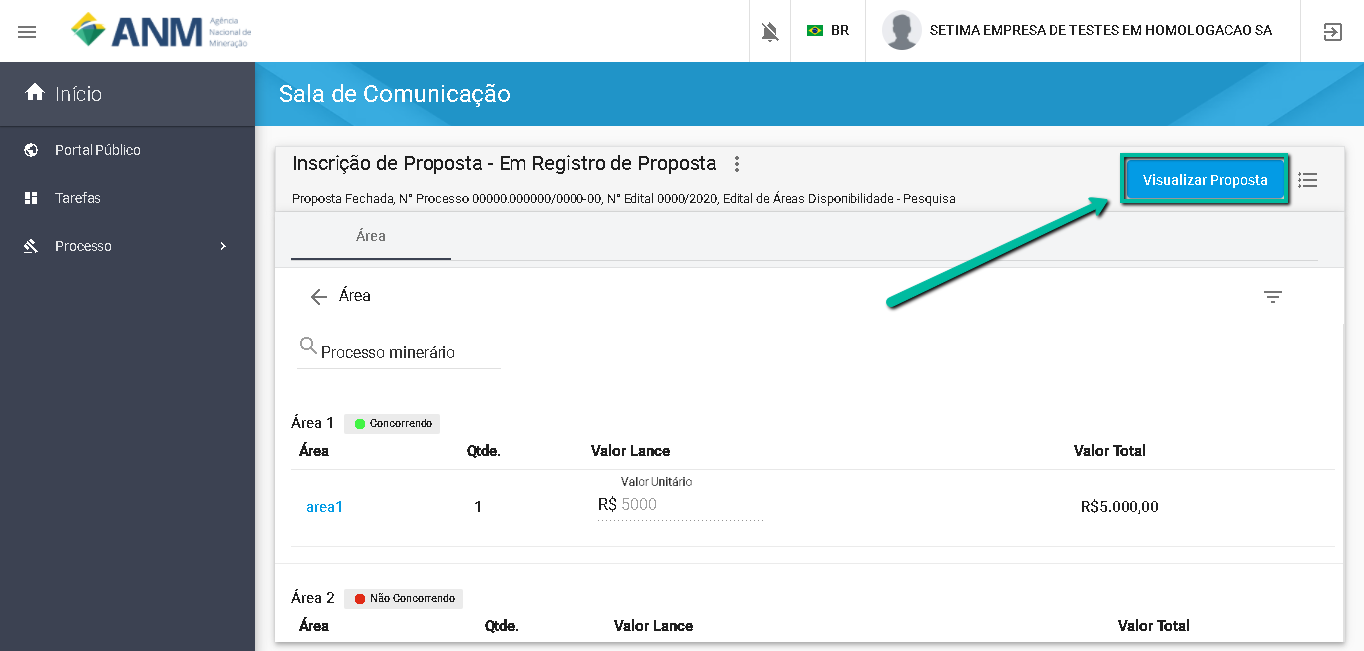 ANM
Agência
Nacional de
Mineração
BR
SETIMA EMPRESA DE TESTES EM HOMOLOGACAO SA
Início
Sala de Comunicação
Portal Público
Tarefas
Processo
Inscrição de Proposta - Em Registro de Proposta
Visualizar Proposta
Proposta Fechada, N° Processo 00000.000000/0000-00, N° Edital 0000/2020, Edital de Áreas Disponibilidade - Pesquisa
Área
Área
Processo minerário
Área 1 Concorrendo
Área Qtde. Valor Lance Valor Total
Valor Unitário
area1 1 R$ 5000 R$5.000,00
Área 2 Não Concorrendo
Área Qtde. Valor Lance Valor Total